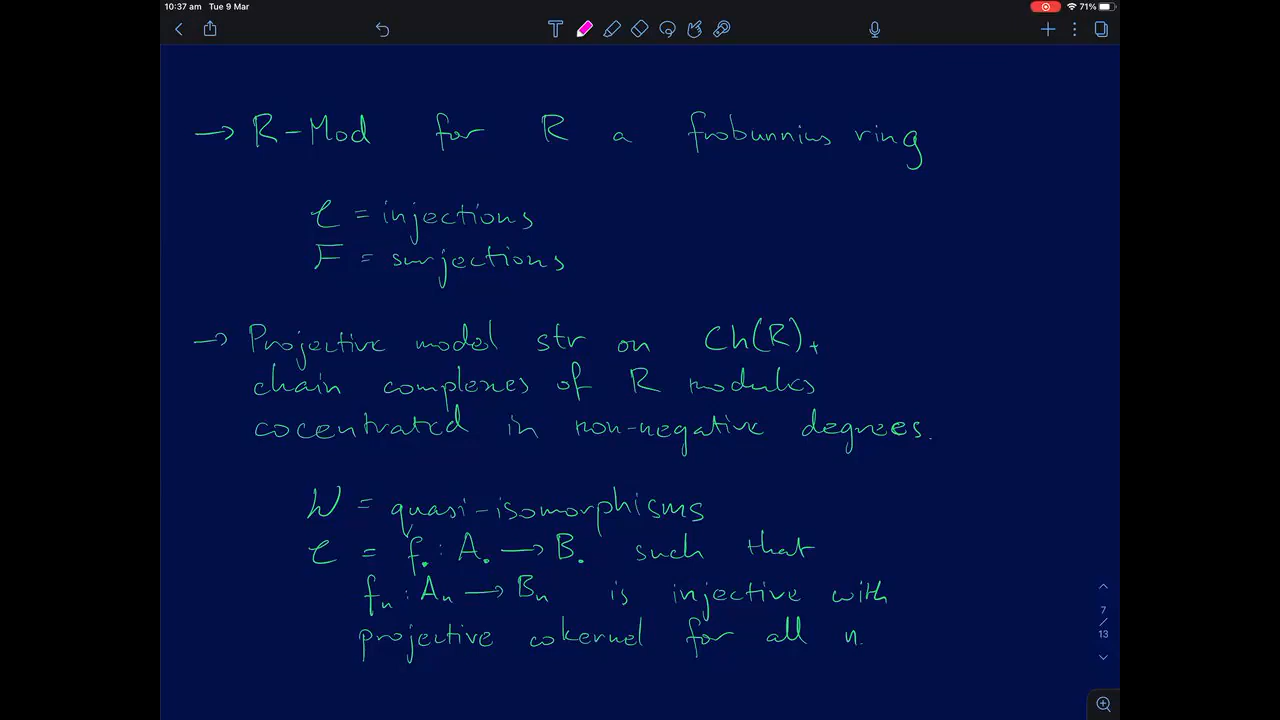 10:37 am Tue 9 Mar
71%
→ R-Mod for R a frobunnius ring
C = injections
F = surjections
→ Projective model str on Ch(R)₊
chain complexes of R modules
cocentrated in non-negative degrees.
W = quasi-isomorphisms
C = f. : A. → B. such that
fₙ : Aₙ → Bₙ is injective with
projective cokernel for all n.
7
/
13